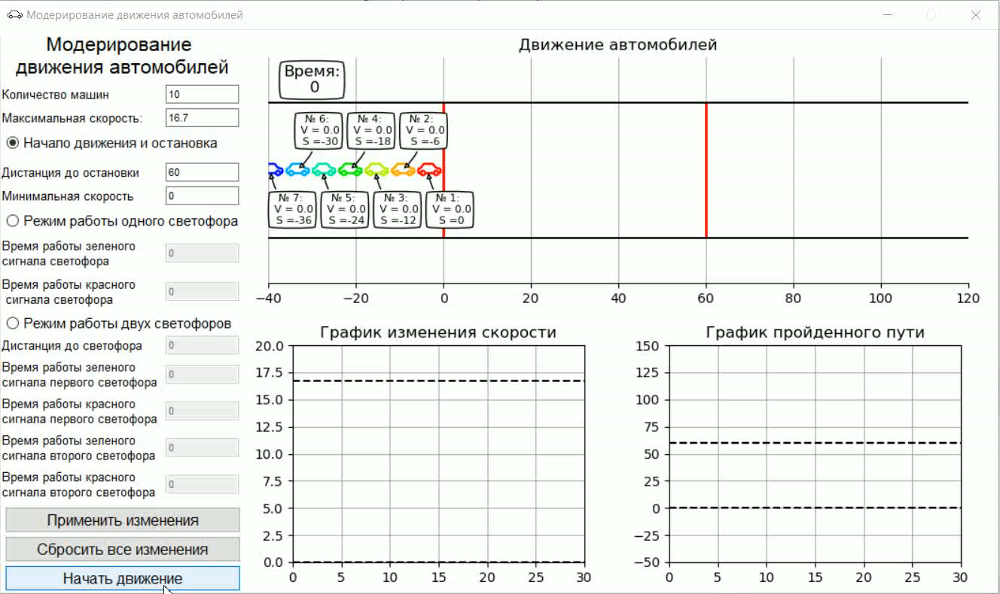 Модерирование движения автомобилей
Модерирование
движения автомобилей
Количество машин
10
Максимальная скорость:
16.7
Начало движения и остановка
Дистанция до остановки
60
Минимальная скорость
0
Режим работы одного светофора
Время работы зеленого
сигнала светофора
0
Время работы красного
сигнала светофора
0
Режим работы двух светофоров
Дистанция до светофора
0
Время работы зеленого
сигнала первого светофора
0
Время работы красного
сигнала первого светофора
0
Время работы зеленого
сигнала второго светофора
0
Время работы красного
сигнала второго светофора
0
Применить изменения
Сбросить все изменения
Начать движение
Движение автомобилей
Время:
0
№ 6:
V = 0.0
S =-30
№ 4:
V = 0.0
S =-18
№ 2:
V = 0.0
S =-6
№ 7:
V = 0.0
S =-36
№ 5:
V = 0.0
S =-24
№ 3:
V = 0.0
S =-12
№ 1:
V = 0.0
S =0
−40 −20 0 20 40 60 80 100 120
График изменения скорости
20.0
17.5
15.0
12.5
10.0
7.5
5.0
2.5
0.0
0 5 10 15 20 25 30
График пройденного пути
150
125
100
75
50
25
0
−25
−50
0 5 10 15 20 25 30